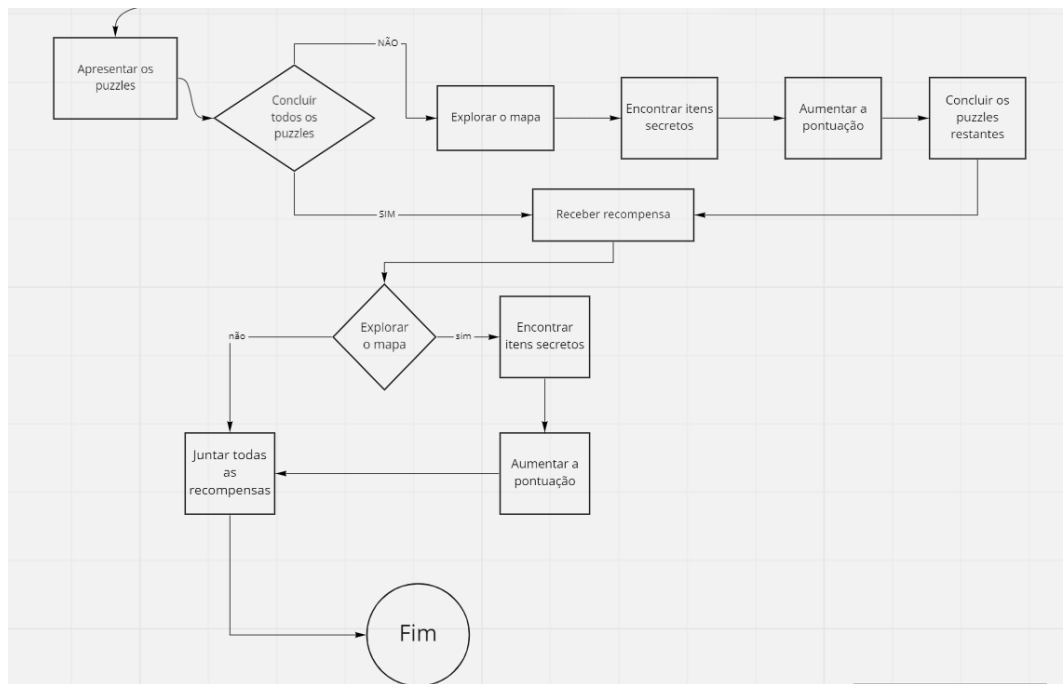 Apresentar os
puzzles
NÃO
Concluir
todos os
puzzles
Explorar o mapa
Encontrar itens
secretos
Aumentar a
pontuação
Concluir os
puzzles
restantes
SIM
Receber recompensa
Explorar
o mapa
não
sim
Encontrar
itens secretos
Juntar todas
as
recompensas
Aumentar a
pontuação
Fim